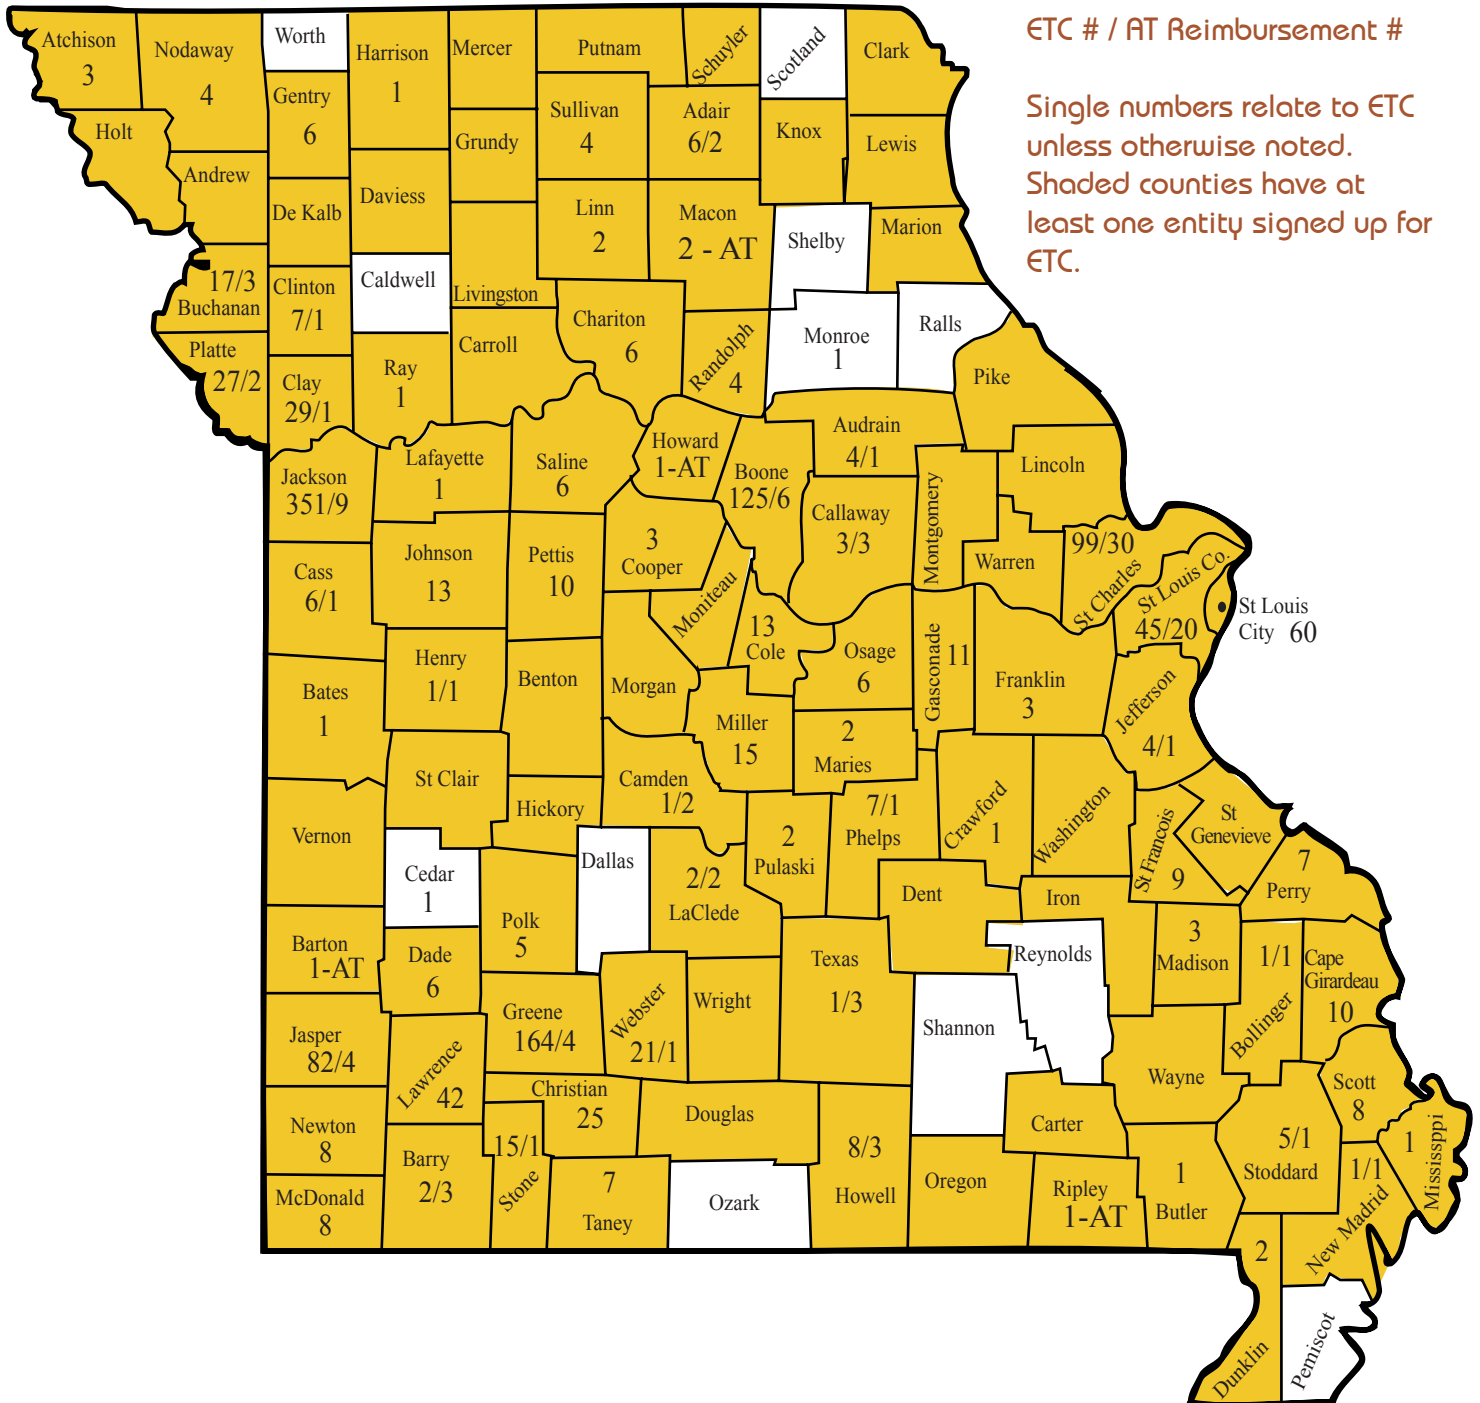 ETC # / AT Reimbursement #
Single numbers relate to ETC
unless otherwise noted.
Shaded counties have at
least one entity signed up for
ETC.
Atchison
3
Nodaway
4
Worth
Harrison
1
Mercer
Putnam
Schuyler
Scotland
Clark
Holt
Gentry
6
Grundy
Sullivan
4
Adair
6/2
Knox
Lewis
Andrew
De Kalb
Daviess
Linn
2
Macon
2 - AT
Shelby
Marion
17/3
Buchanan
Clinton
7/1
Caldwell
Livingston
Chariton
6
Randolph
4
Monroe
1
Ralls
Platte
27/2
Clay
29/1
Ray
1
Carroll
Pike
Jackson
351/9
Lafayette
1
Saline
6
Howard
1-AT
Boone
125/6
Audrain
4/1
Callaway
3/3
Montgomery
Lincoln
Warren
99/30
St Charles
St Louis Co.
45/20
St Louis
City 60
Cass
6/1
Johnson
13
Pettis
10
3
Cooper
Moniteau
13
Cole
Osage
6
Gasconade
11
Franklin
3
Jefferson
4/1
Bates
1
Henry
1/1
Benton
Morgan
Miller
15
2
Maries
St Clair
Hickory
Camden
1/2
2
Pulaski
7/1
Phelps
Crawford
1
Washington
St Francois
9
St
Genevieve
7
Perry
Vernon
Cedar
1
Polk
5
Dallas
2/2
LaClede
Dent
Iron
Reynolds
3
Madison
1/1
Bollinger
Cape
Girardeau
10
Barton
1-AT
Dade
6
Greene
164/4
Webster
21/1
Wright
Texas
1/3
Shannon
Wayne
Jasper
82/4
Lawrence
42
Christian
25
Douglas
Carter
Scott
8
1
Mississppi
Newton
8
Barry
2/3
15/1
Stone
7
Taney
Ozark
8/3
Howell
Oregon
Ripley
1-AT
1
Butler
5/1
Stoddard
1/1
New Madrid
McDonald
8
2
Dunklin
Pemiscot